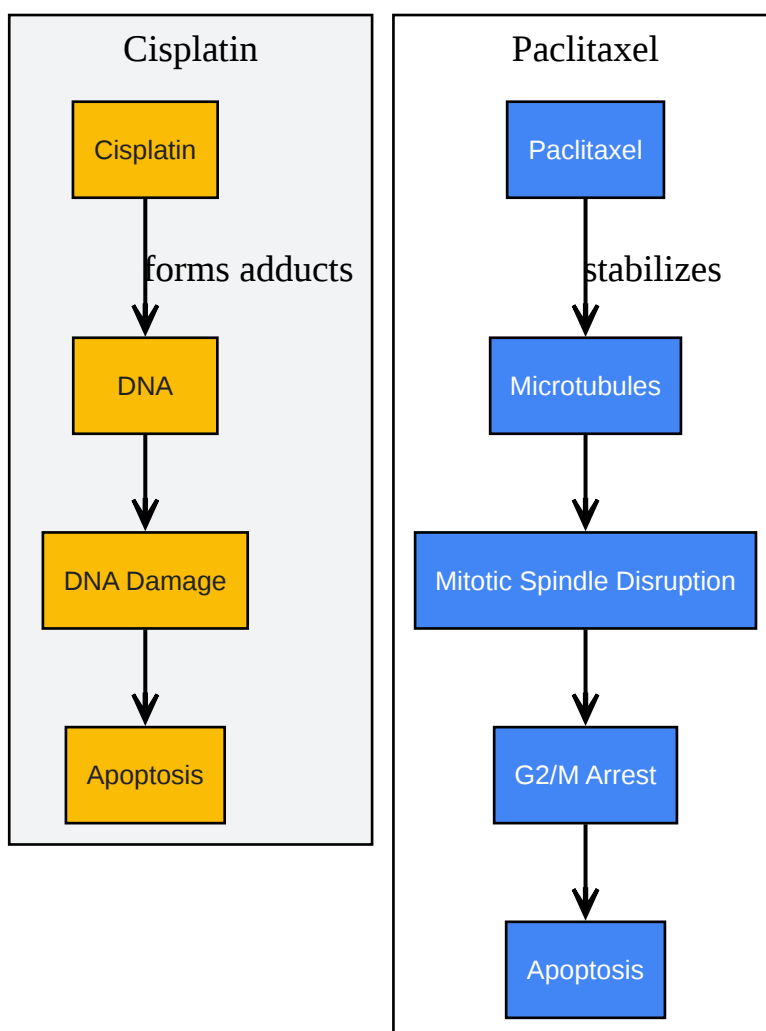 Cisplatin
Cisplatin
forms adducts
DNA
DNA Damage
Apoptosis
Paclitaxel
Paclitaxel
stabilizes
Microtubules
Mitotic Spindle Disruption
G2/M Arrest
Apoptosis